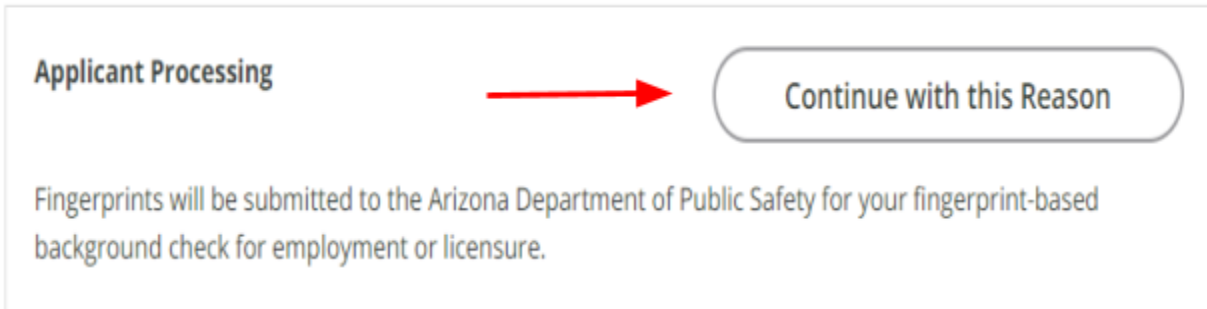 Applicant Processing
Continue with this Reason
Fingerprints will be submitted to the Arizona Department of Public Safety for your fingerprint-based
background check for employment or licensure.